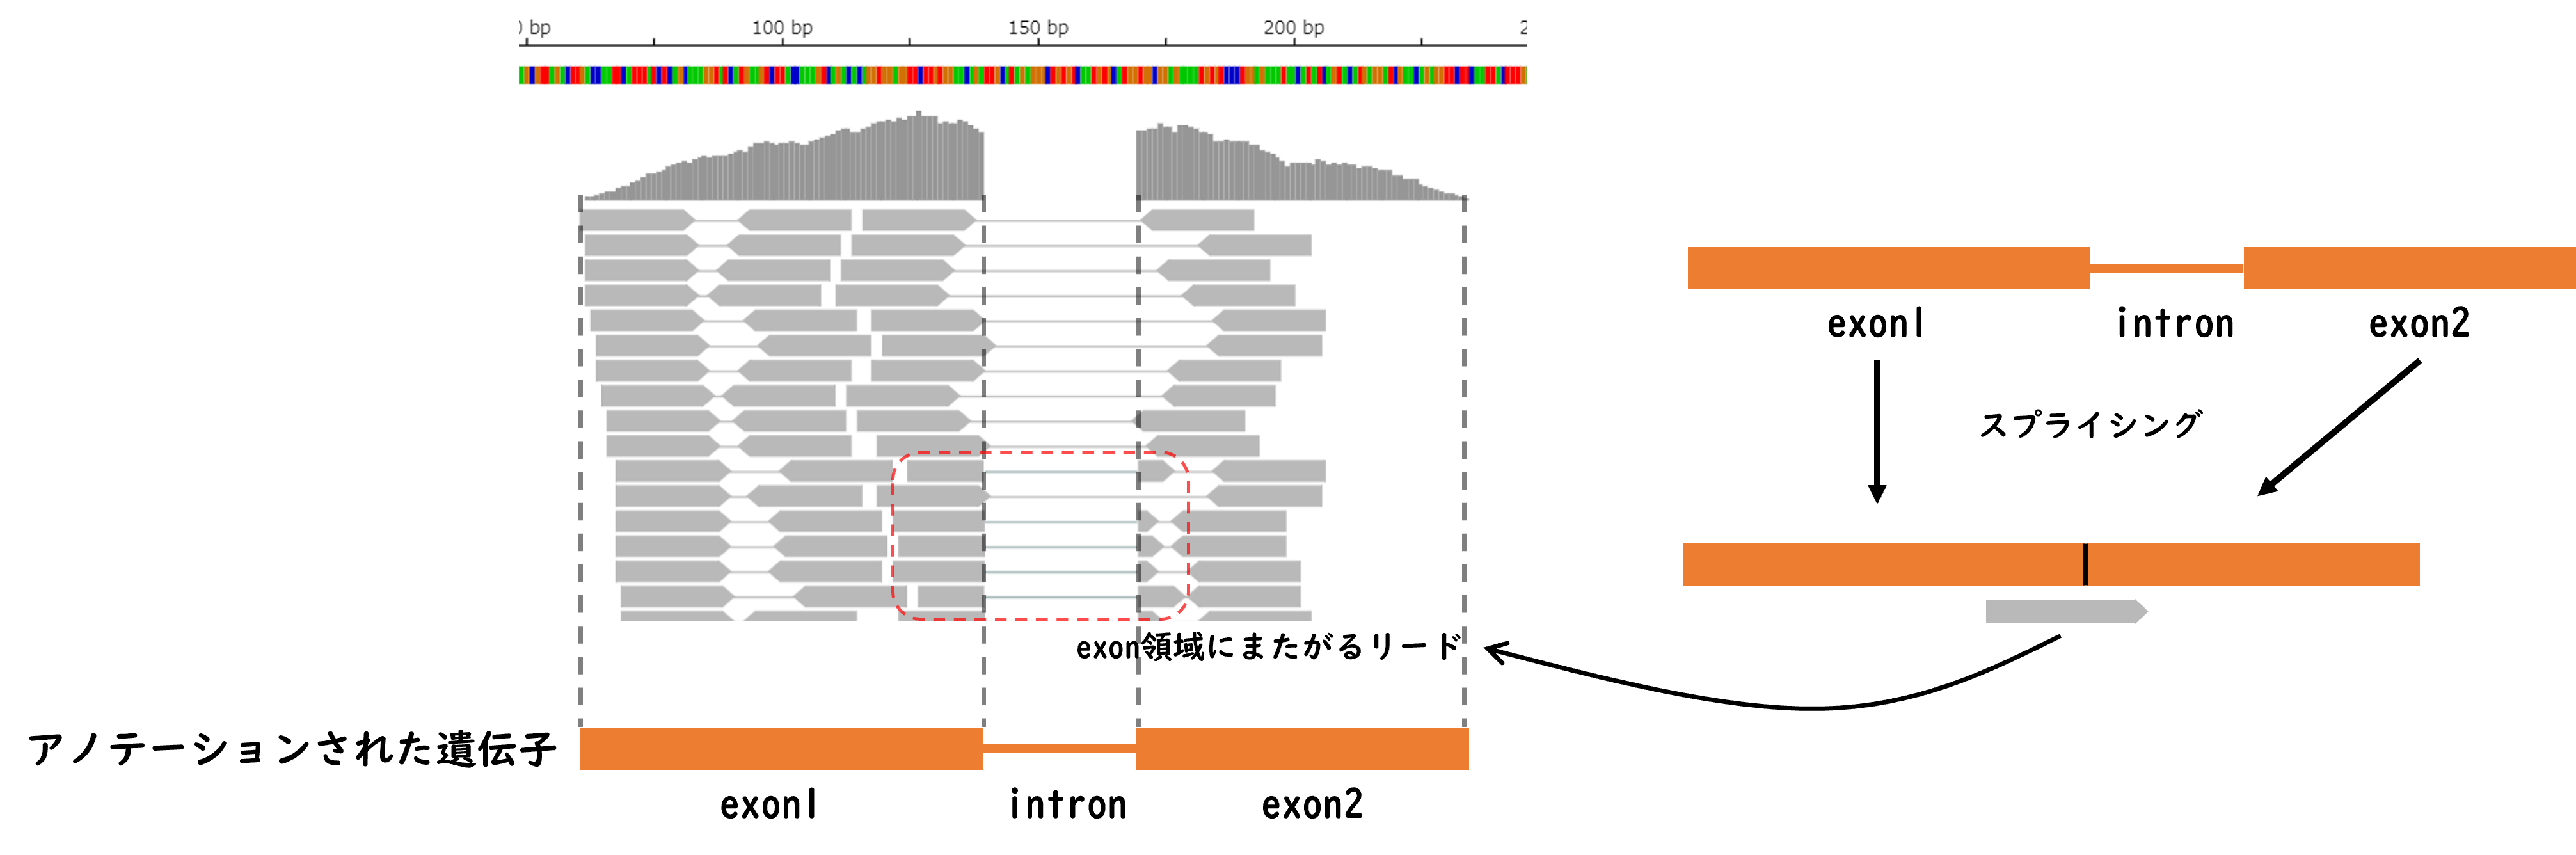 100 bp
150 bp
200 bp
exon1
intron
exon2
スプライシング
exon領域にまたがるリード
アノテーションされた遺伝子
exon1
intron
exon2